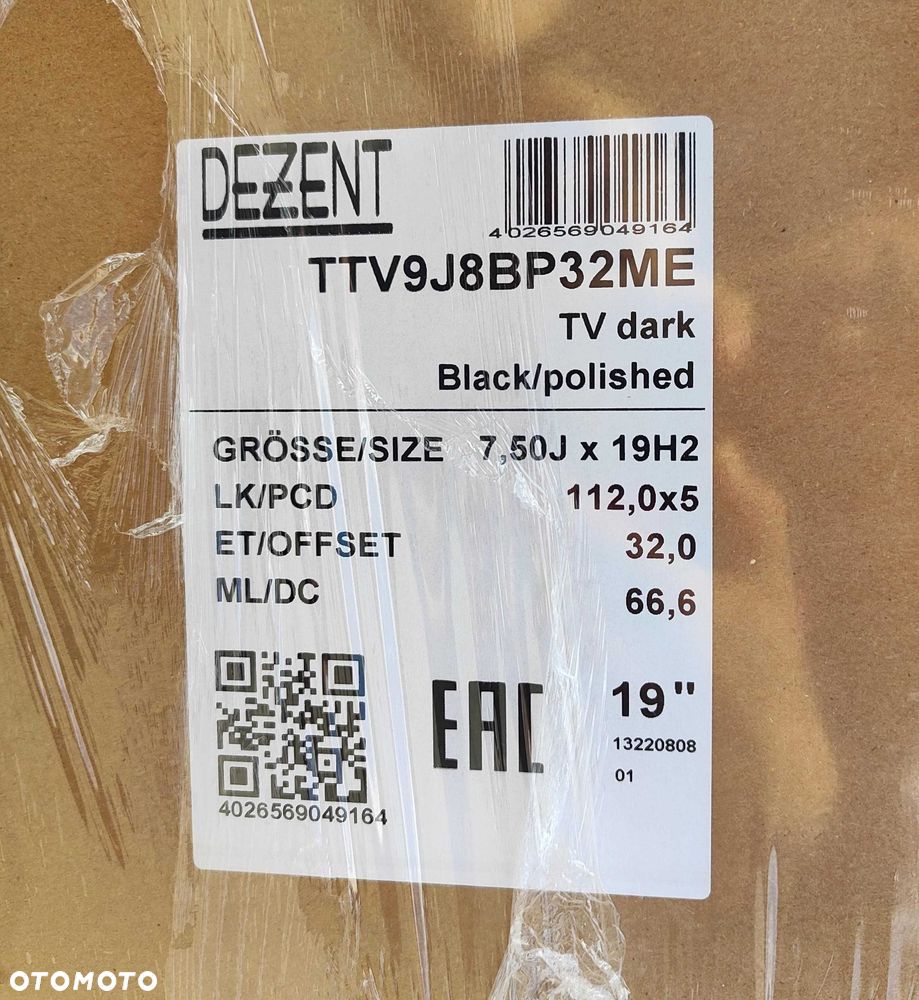 DEZENT
4026569049164
TTV9J8BP32ME
TV dark
Black/polished
GRÖSSE/SIZE 7,50J x 19H2
LK/PCD 112,0x5
ET/OFFSET 32,0
ML/DC 66,6
EAC
19"
13220808
01
4026569049164
OTOMOTO